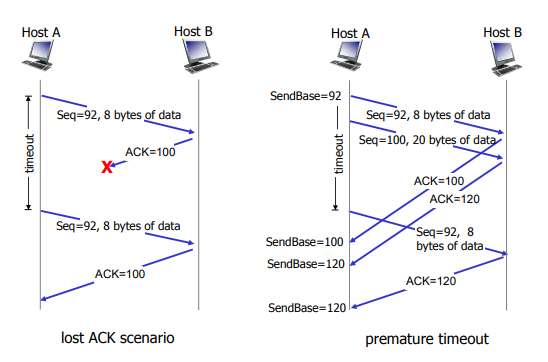 Host A
Host B
Seq=92, 8 bytes of data
timeout
ACK=100
X
Seq=92, 8 bytes of data
ACK=100
lost ACK scenario
Host A
Host B
SendBase=92
Seq=92, 8 bytes of data
Seq=100, 20 bytes of data
timeout
ACK=100
ACK=120
Seq=92, 8
bytes of data
SendBase=100
SendBase=120
ACK=120
SendBase=120
premature timeout